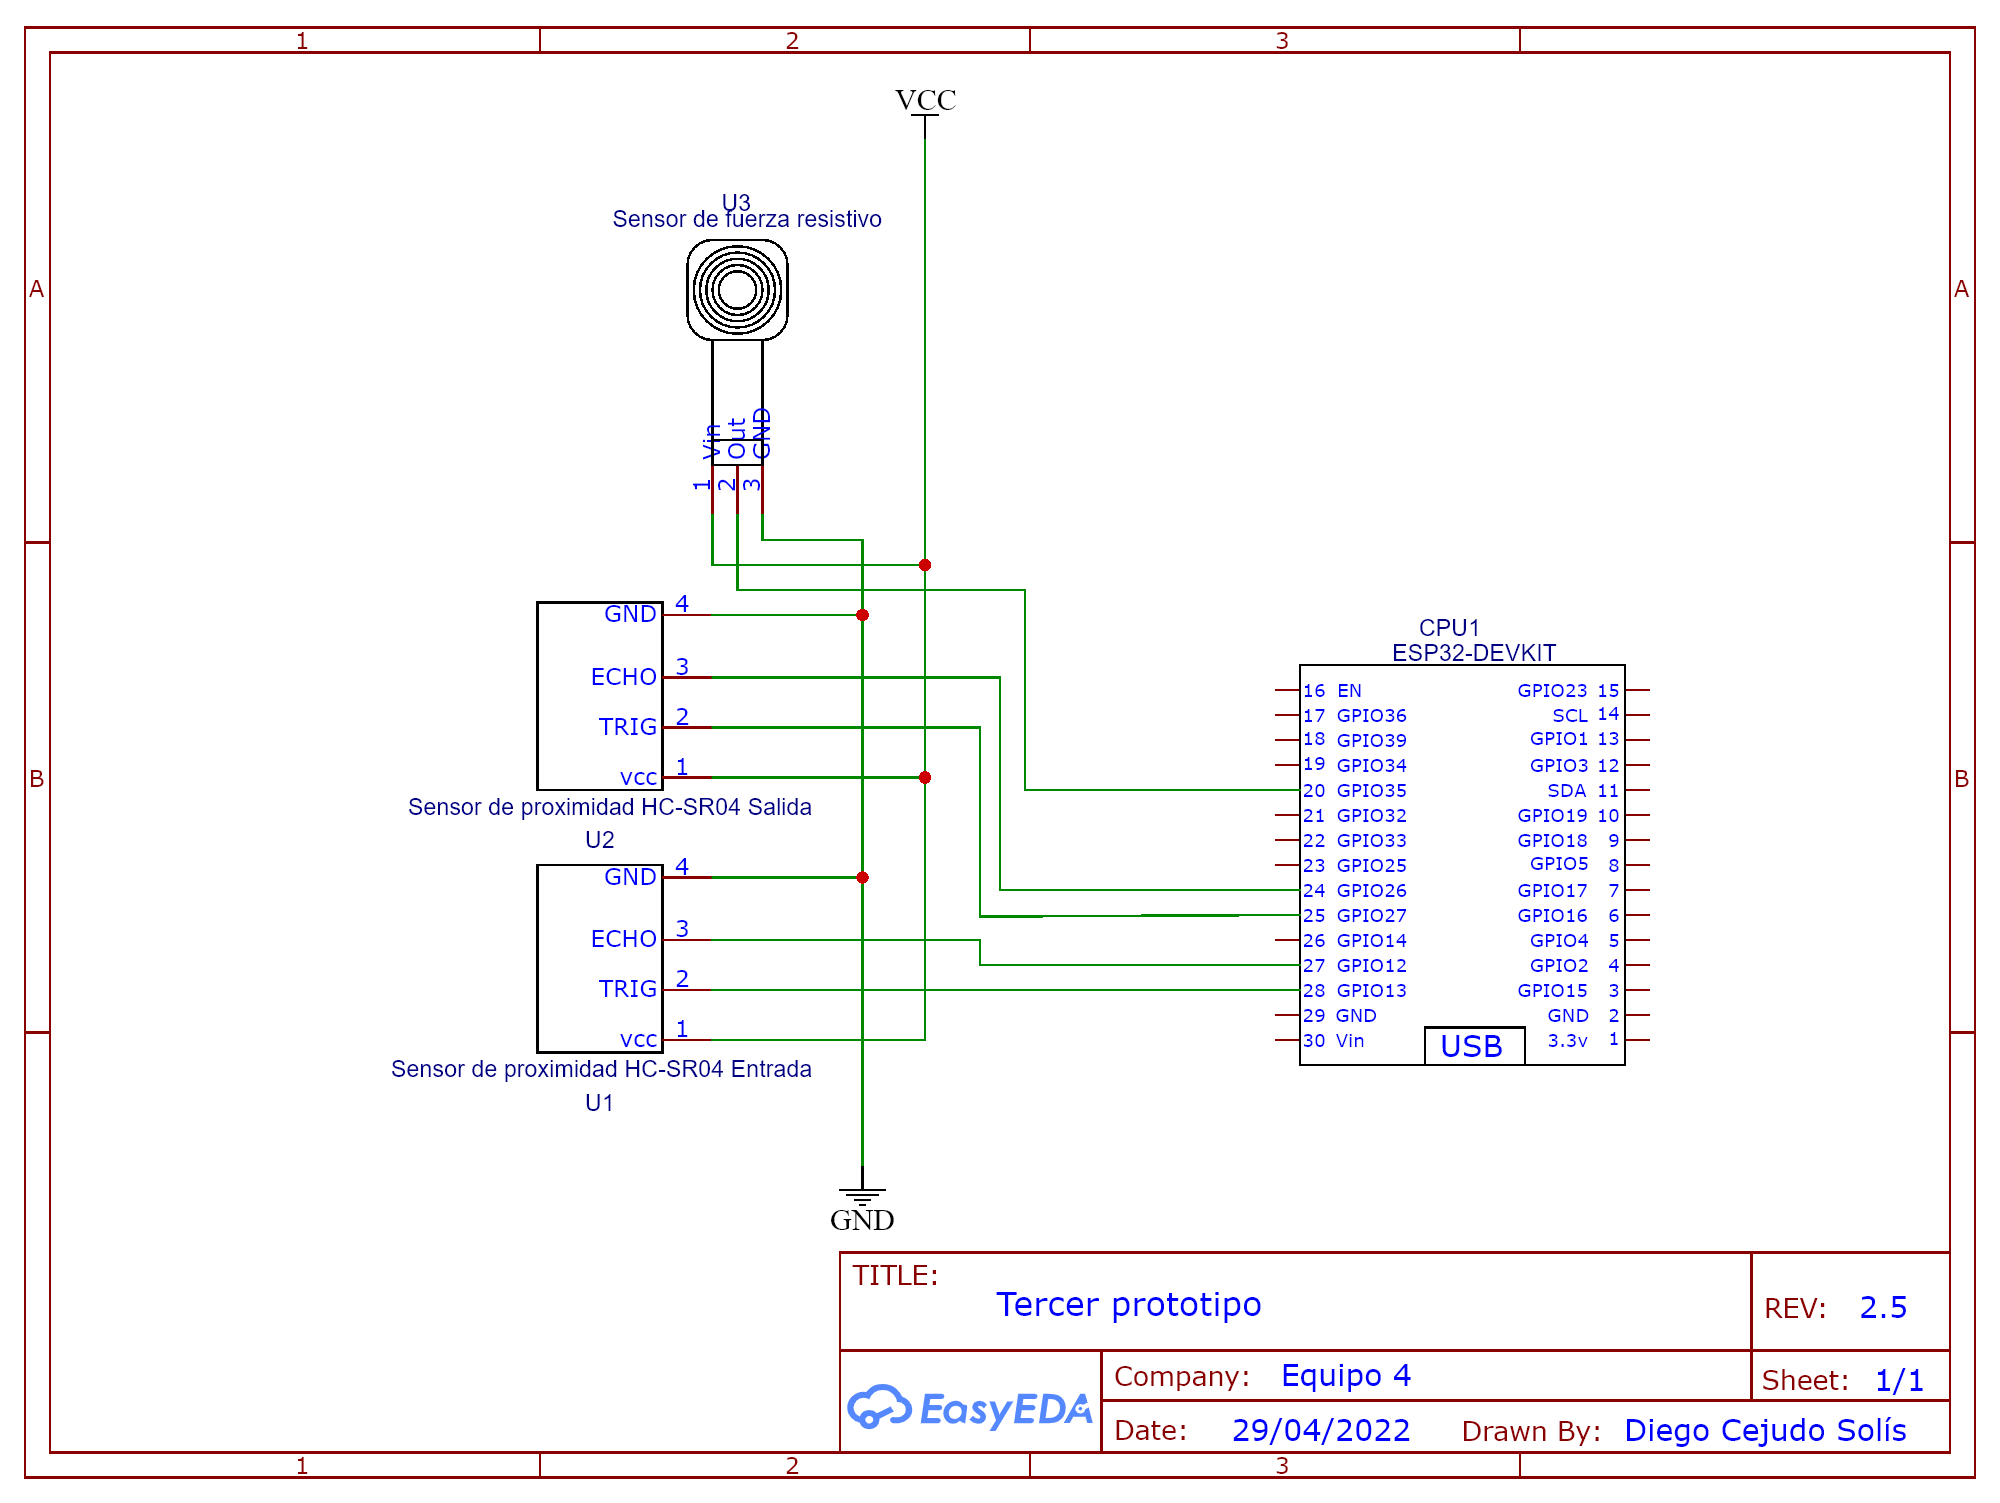 1 2 3
VCC
U3
Sensor de fuerza resistivo
A A
Vin Out GND
1 2 3
GND 4
ECHO 3
TRIG 2
vcc 1
Sensor de proximidad HC-SR04 Salida
U2
GND 4
ECHO 3
TRIG 2
vcc 1
Sensor de proximidad HC-SR04 Entrada
U1
B B
CPU1
ESP32-DEVKIT
16 EN GPIO23 15
17 GPIO36 SCL 14
18 GPIO39 GPIO1 13
19 GPIO34 GPIO3 12
20 GPIO35 SDA 11
21 GPIO32 GPIO19 10
22 GPIO33 GPIO18 9
23 GPIO25 GPIO5 8
24 GPIO26 GPIO17 7
25 GPIO27 GPIO16 6
26 GPIO14 GPIO4 5
27 GPIO12 GPIO2 4
28 GPIO13 GPIO15 3
29 GND GND 2
30 Vin 3.3v 1
USB
GND
TITLE:
Tercer prototipo
REV: 2.5
EasyEDA
Company: Equipo 4
Sheet: 1/1
Date: 29/04/2022
Drawn By: Diego Cejudo Solís
1 2 3